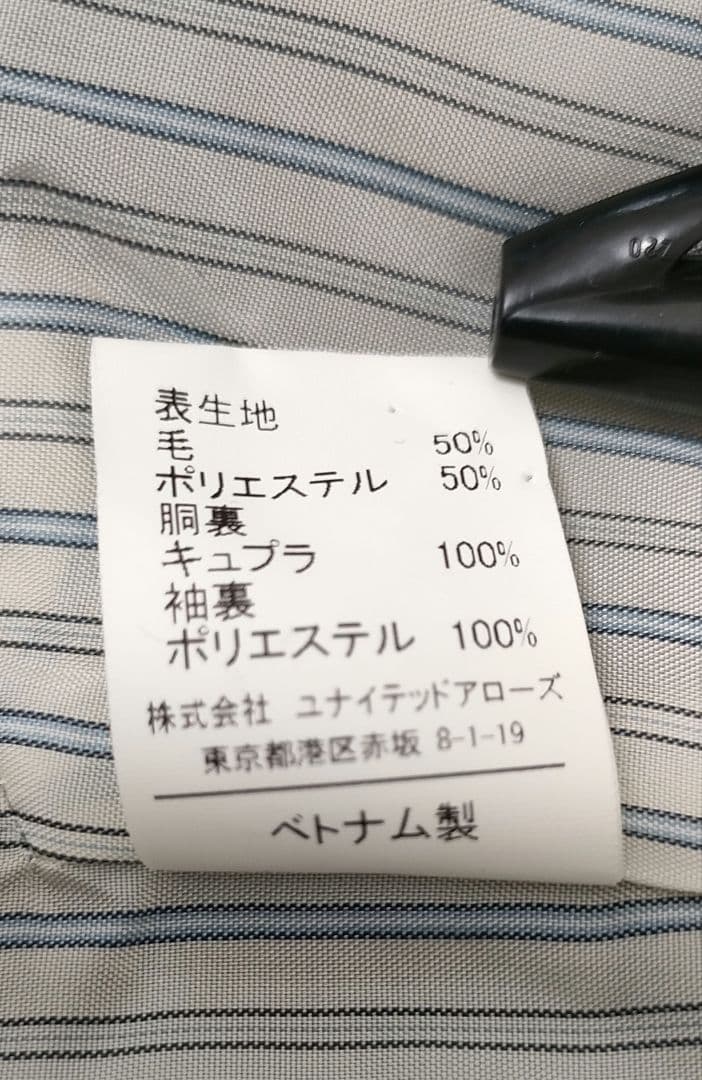 表生地
毛 50%
ポリエステル 50%
胴裏
キュプラ 100%
袖裏
ポリエステル 100%
株式会社 ユナイテッドアローズ
東京都港区赤坂 8-1-19
ベトナム製